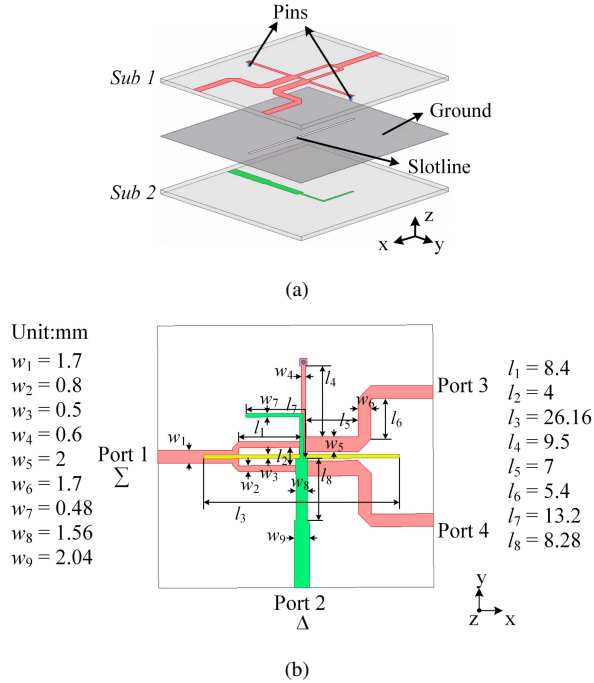 Pins
Sub 1
Ground
Slotline
Sub 2
z
x
y
(a)
Unit:mm
w1 = 1.7
w2 = 0.8
w3 = 0.5
w4 = 0.6
w5 = 2
w6 = 1.7
w7 = 0.48
w8 = 1.56
w9 = 2.04
Port 1
Σ
w1
w4
l4
w7
l7
l1
l5
w6
l6
w5
l2
w2
w3
w8
l8
l3
w9
Port 2
Δ
Port 3
Port 4
l1 = 8.4
l2 = 4
l3 = 26.16
l4 = 9.5
l5 = 7
l6 = 5.4
l7 = 13.2
l8 = 8.28
y
z
x
(b)